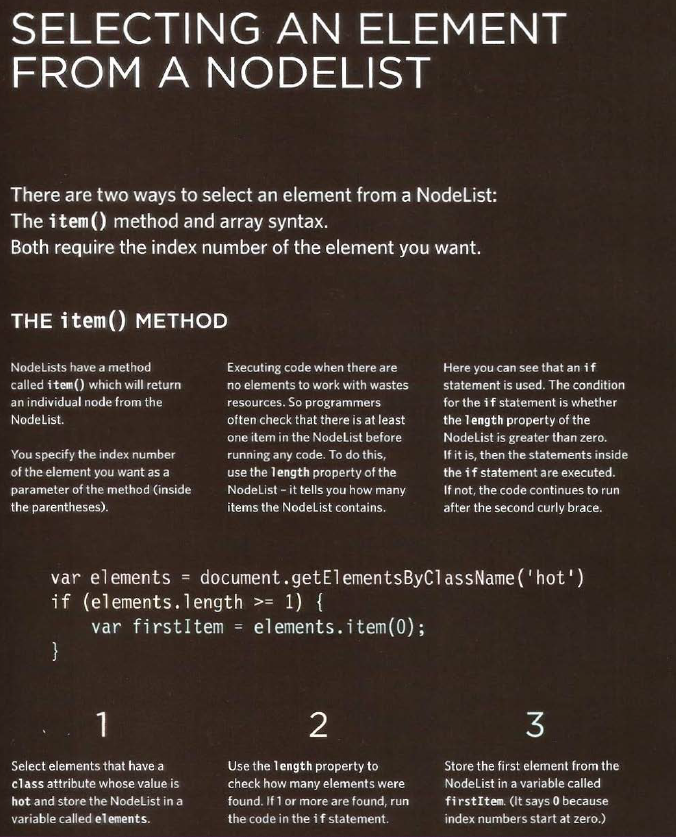 SELECTING AN ELEMENT
FROM A NODELIST
There are two ways to select an element from a NodeList:
The item() method and array syntax.
Both require the index number of the element you want.
THE item() METHOD
NodeLists have a method
called item() which will return
an individual node from the
NodeList.
You specify the index number
of the element you want as a
parameter of the method (inside
the parentheses).
Executing code when there are
no elements to work with wastes
resources. So programmers
often check that there is at least
one item in the NodeList before
running any code. To do this,
use the length property of the
NodeList - it tells you how many
items the NodeList contains.
Here you can see that an if
statement is used. The condition
for the if statement is whether
the length property of the
NodeList is greater than zero.
If it is, then the statements inside
the if statement are executed.
If not, the code continues to run
after the second curly brace.
var elements = document.getElementsByClassName('hot')
if (elements.length >= 1) {
    var firstItem = elements.item(0);
}
1
Select elements that have a
class attribute whose value is
hot and store the NodeList in a
variable called elements.
2
Use the length property to
check how many elements were
found. If 1 or more are found, run
the code in the if statement.
3
Store the first element from the
NodeList in a variable called
firstItem. (It says 0 because
index numbers start at zero.)